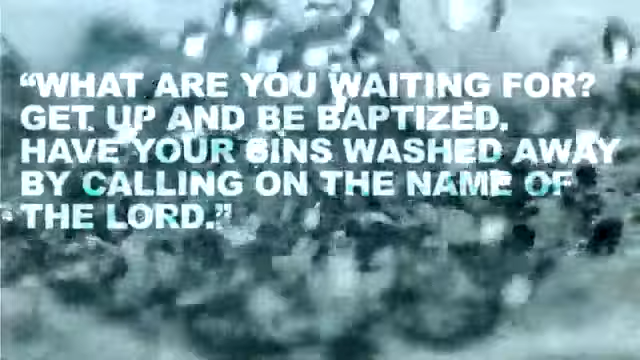 “WHAT ARE YOU WAITING FOR?
GET UP AND BE BAPTIZED.
HAVE YOUR SINS WASHED AWAY
BY CALLING ON THE NAME OF
THE LORD.”